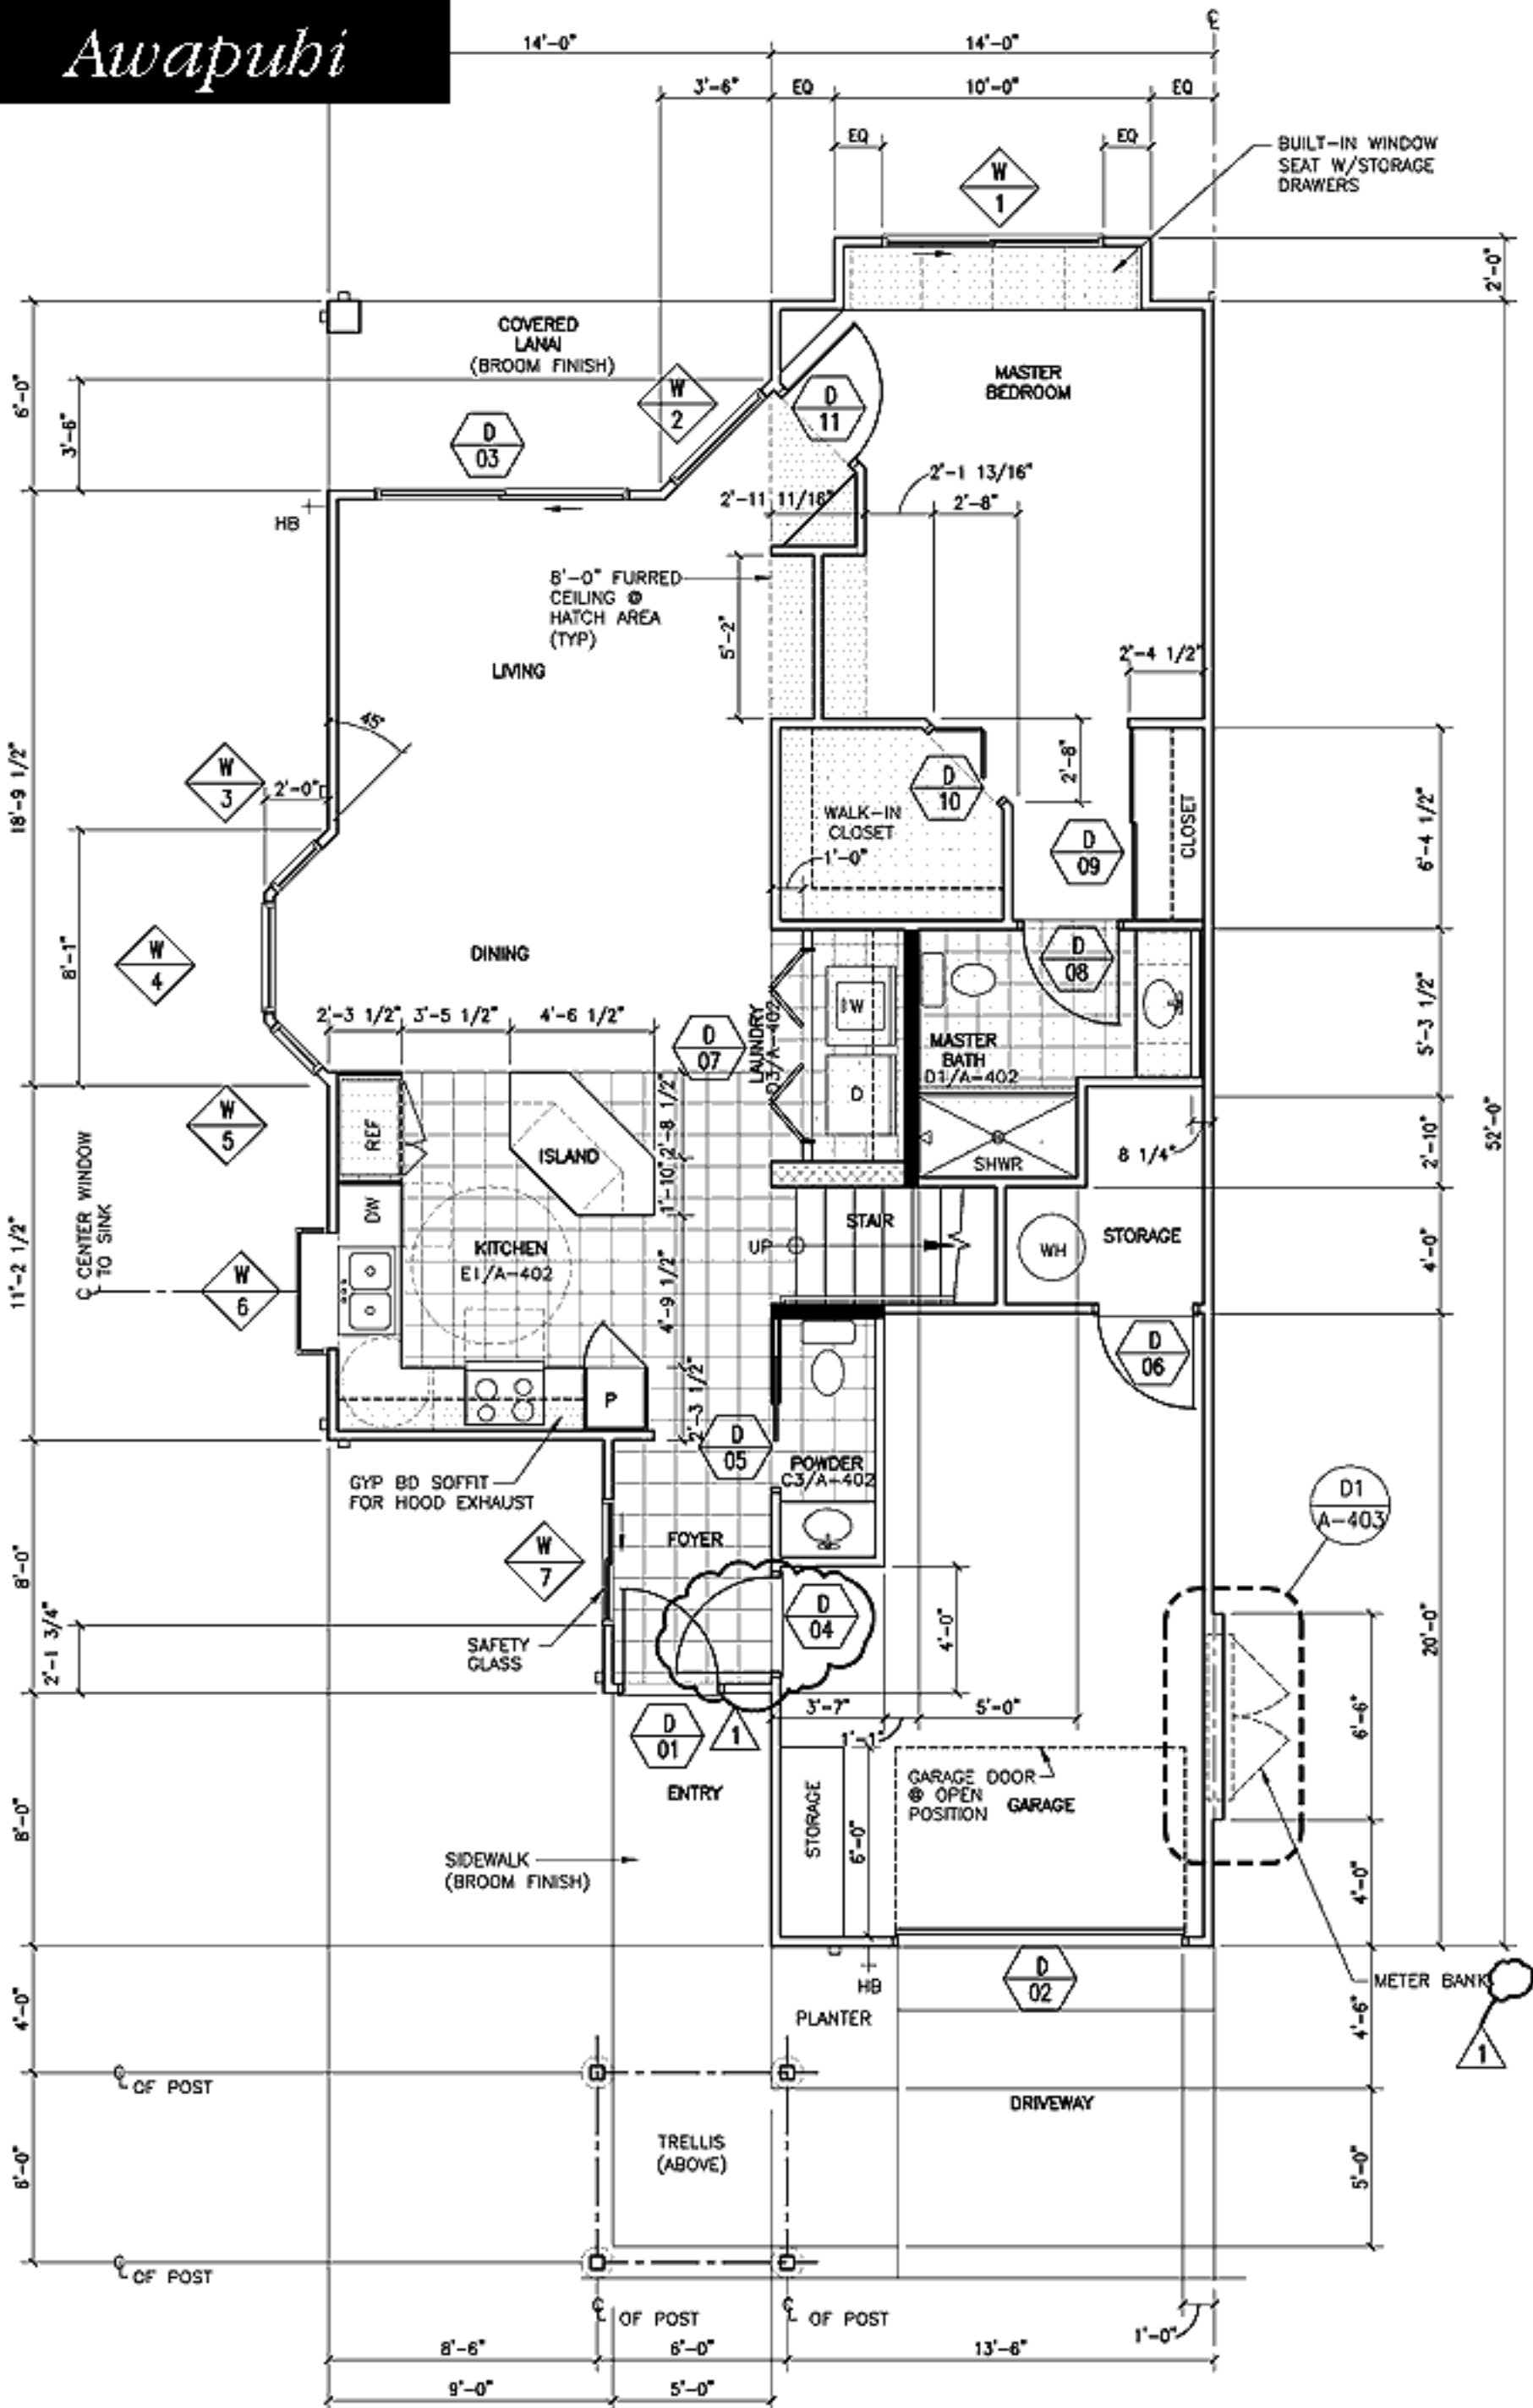 Awapuhi
14'-0"
14'-0"
3'-6"
EQ
10'-0"
EQ
EQ
EQ
BUILT-IN WINDOW
SEAT W/STORAGE
DRAWERS
W
1
2'-0"
COVERED
LANAI
(BROOM FINISH)
MASTER
BEDROOM
W
2
D
11
D
03
6'-0"
3'-6"
HB
2'-1 13/16"
2'-11 11/16"
2'-8"
8'-0" FURRED
CEILING @
HATCH AREA
(TYP)
5'-2"
LIVING
2'-4 1/2"
45°
18'-9 1/2"
W
3
2'-0"
2'-8"
D
10
WALK-IN
CLOSET
CLOSET
D
09
1'-0"
6'-4 1/2"
8'-1"
W
4
DINING
D
08
W
MASTER
BATH
D1/A-402
5'-3 1/2"
2'-3 1/2"
3'-5 1/2"
4'-6 1/2"
D
07
LAUNDRY
D3/A-402
D
W
5
REF
ISLAND
2'-8 1/2"
1'-10"
SHWR
8 1/4"
2'-10"
52'-0"
℄ CENTER WINDOW
TO SINK
DW
STAIR
UP
WH
STORAGE
4'-0"
11'-2 1/2"
KITCHEN
E1/A-402
W
6
4'-9 1/2"
D
06
P
2'-3 1/2"
D
05
POWDER
C3/A-402
GYP BD SOFFIT
FOR HOOD EXHAUST
D1
A-403
FOYER
W
7
8'-0"
D
04
2'-1 3/4"
SAFETY
GLASS
4'-0"
20'-0"
3'-7"
5'-0"
1'-1"
6'-6"
D
01
1
ENTRY
STORAGE
6'-0"
GARAGE DOOR
@ OPEN
POSITION
GARAGE
8'-0"
SIDEWALK
(BROOM FINISH)
4'-0"
HB
D
02
METER BANK
1
4'-0"
PLANTER
4'-6"
℄ OF POST
DRIVEWAY
TRELLIS
(ABOVE)
6'-0"
5'-0"
℄ OF POST
℄ OF POST
℄ OF POST
1'-0"
8'-6"
6'-0"
13'-6"
9'-0"
5'-0"